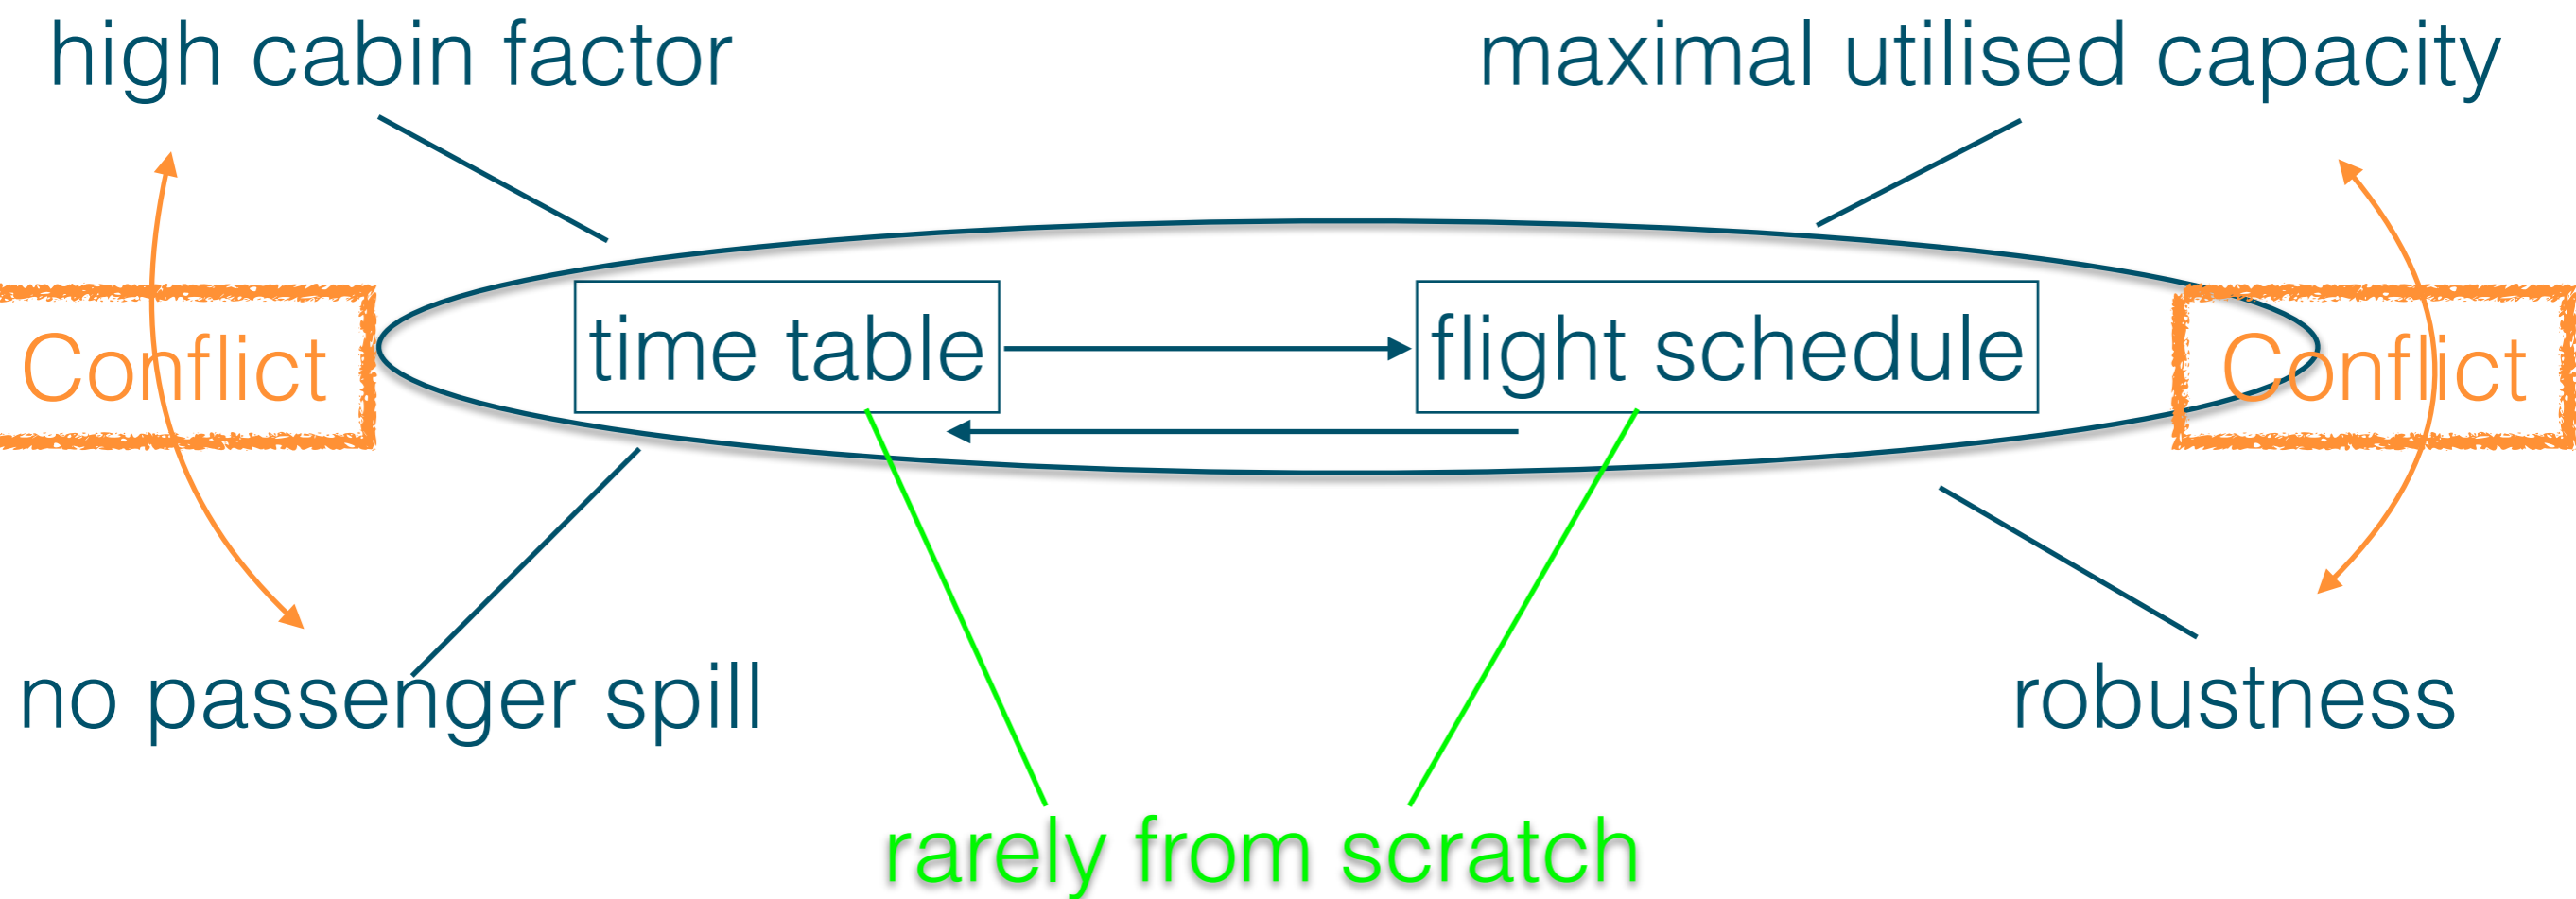 high cabin factor
maximal utilised capacity
Conflict
time table
flight schedule
Conflict
no passenger spill
robustness
rarely from scratch